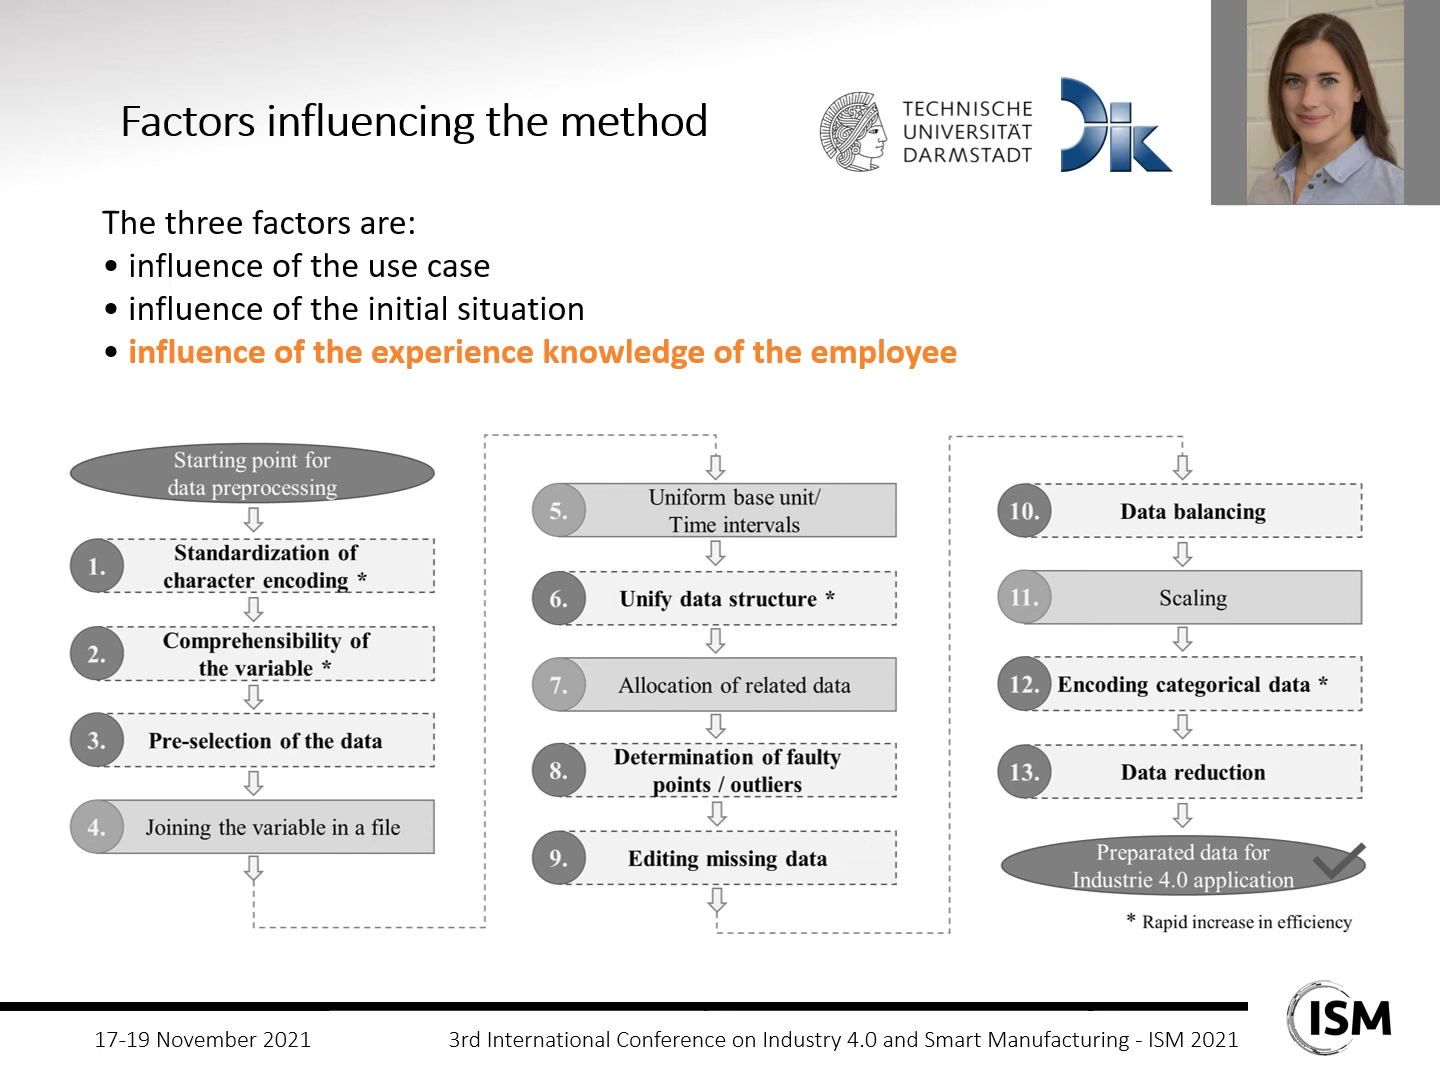 Factors influencing the method
TECHNISCHE
UNIVERSITÄT
DARMSTADT
DiK
The three factors are:
• influence of the use case
• influence of the initial situation
• influence of the experience knowledge of the employee
Starting point for
data preprocessing
1. Standardization of
character encoding *
2. Comprehensibility of
the variable *
3. Pre-selection of the data
4. Joining the variable in a file
5. Uniform base unit/
Time intervals
6. Unify data structure *
7. Allocation of related data
8. Determination of faulty
points / outliers
9. Editing missing data
10. Data balancing
11. Scaling
12. Encoding categorical data *
13. Data reduction
Preparated data for
Industrie 4.0 application
* Rapid increase in efficiency
17-19 November 2021
3rd International Conference on Industry 4.0 and Smart Manufacturing - ISM 2021
ISM